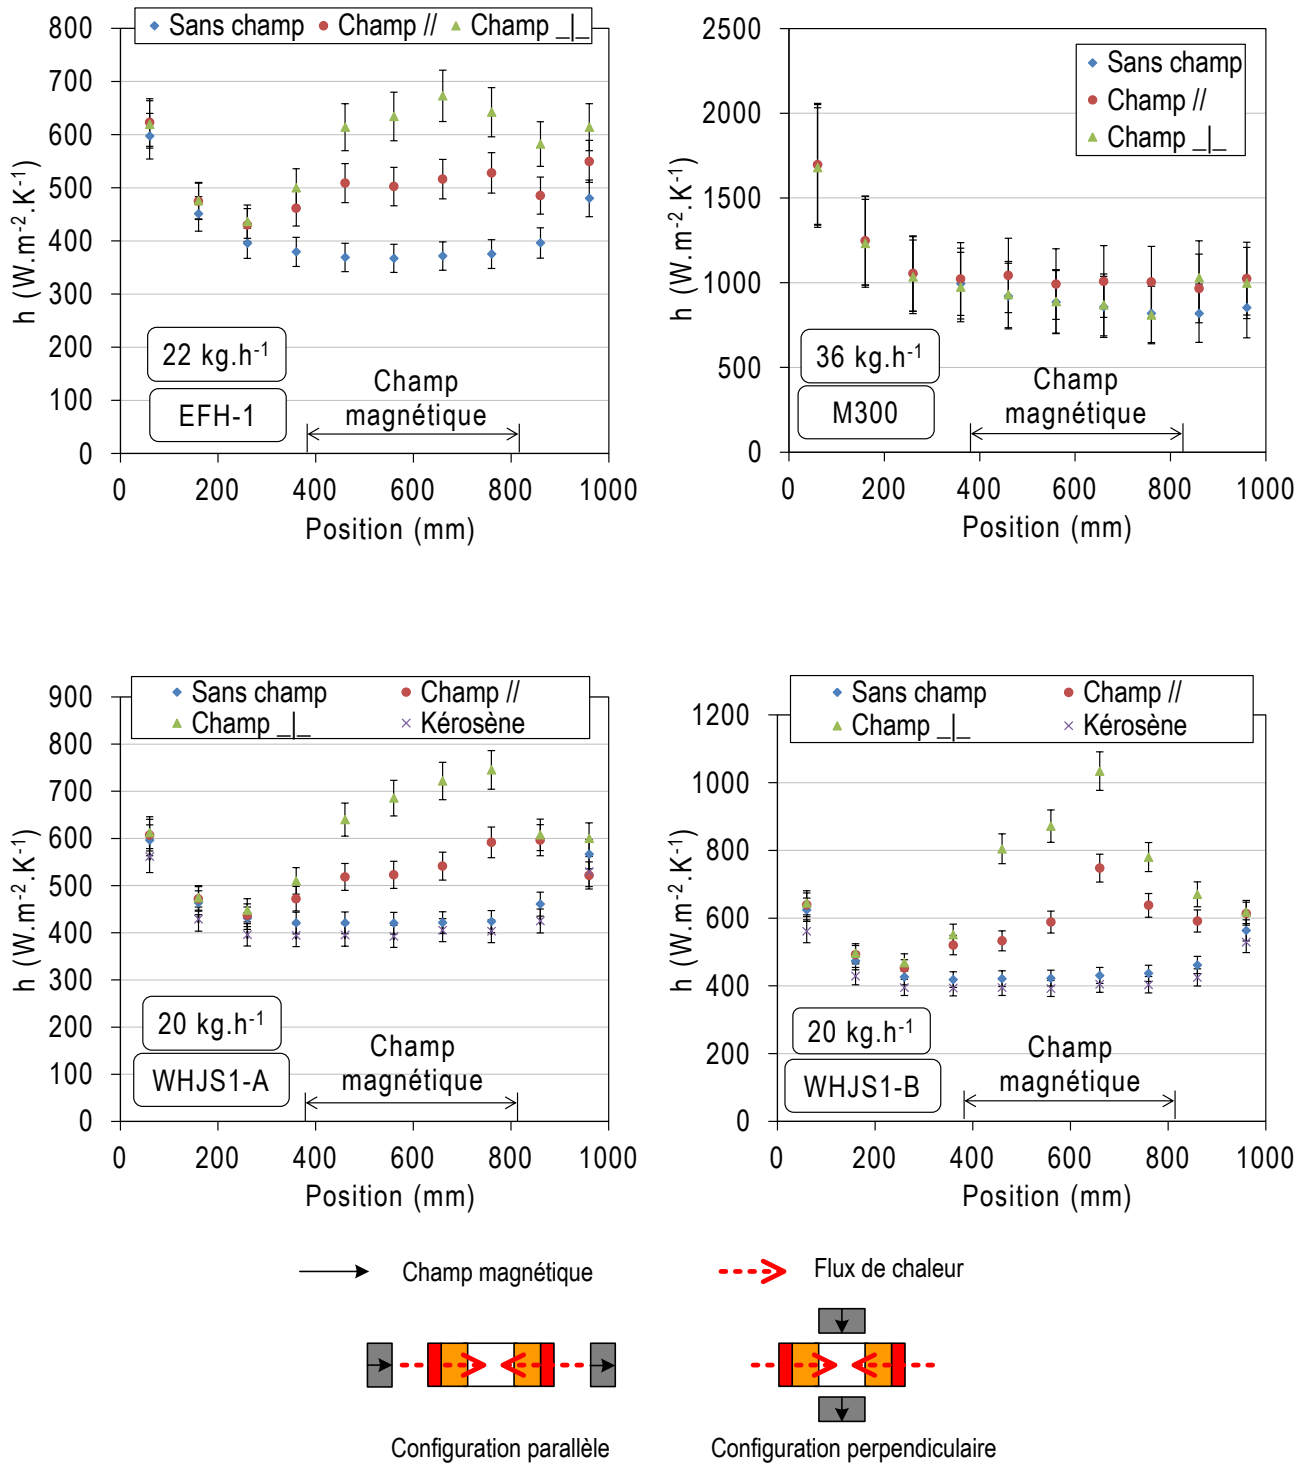 Sans champ Champ // Champ _|_
800
700
600
500
400
300
200
100
0
h (W.m-2.K-1)
22 kg.h-1
EFH-1
Champ
magnétique
0 200 400 600 800 1000
Position (mm)
2500
2000
1500
1000
500
0
h (W.m-2.K-1)
Sans champ
Champ //
Champ _|_
36 kg.h-1
M300
Champ
magnétique
0 200 400 600 800 1000
Position (mm)
Sans champ Champ //
Champ _|_ Kérosène
900
800
700
600
500
400
300
200
100
0
h (W.m-2.K-1)
20 kg.h-1
WHJS1-A
Champ
magnétique
0 200 400 600 800 1000
Position (mm)
Sans champ Champ //
Champ _|_ Kérosène
1200
1000
800
600
400
200
0
h (W.m-2.K-1)
20 kg.h-1
WHJS1-B
Champ
magnétique
0 200 400 600 800 1000
Position (mm)
Champ magnétique
Flux de chaleur
Configuration parallèle
Configuration perpendiculaire